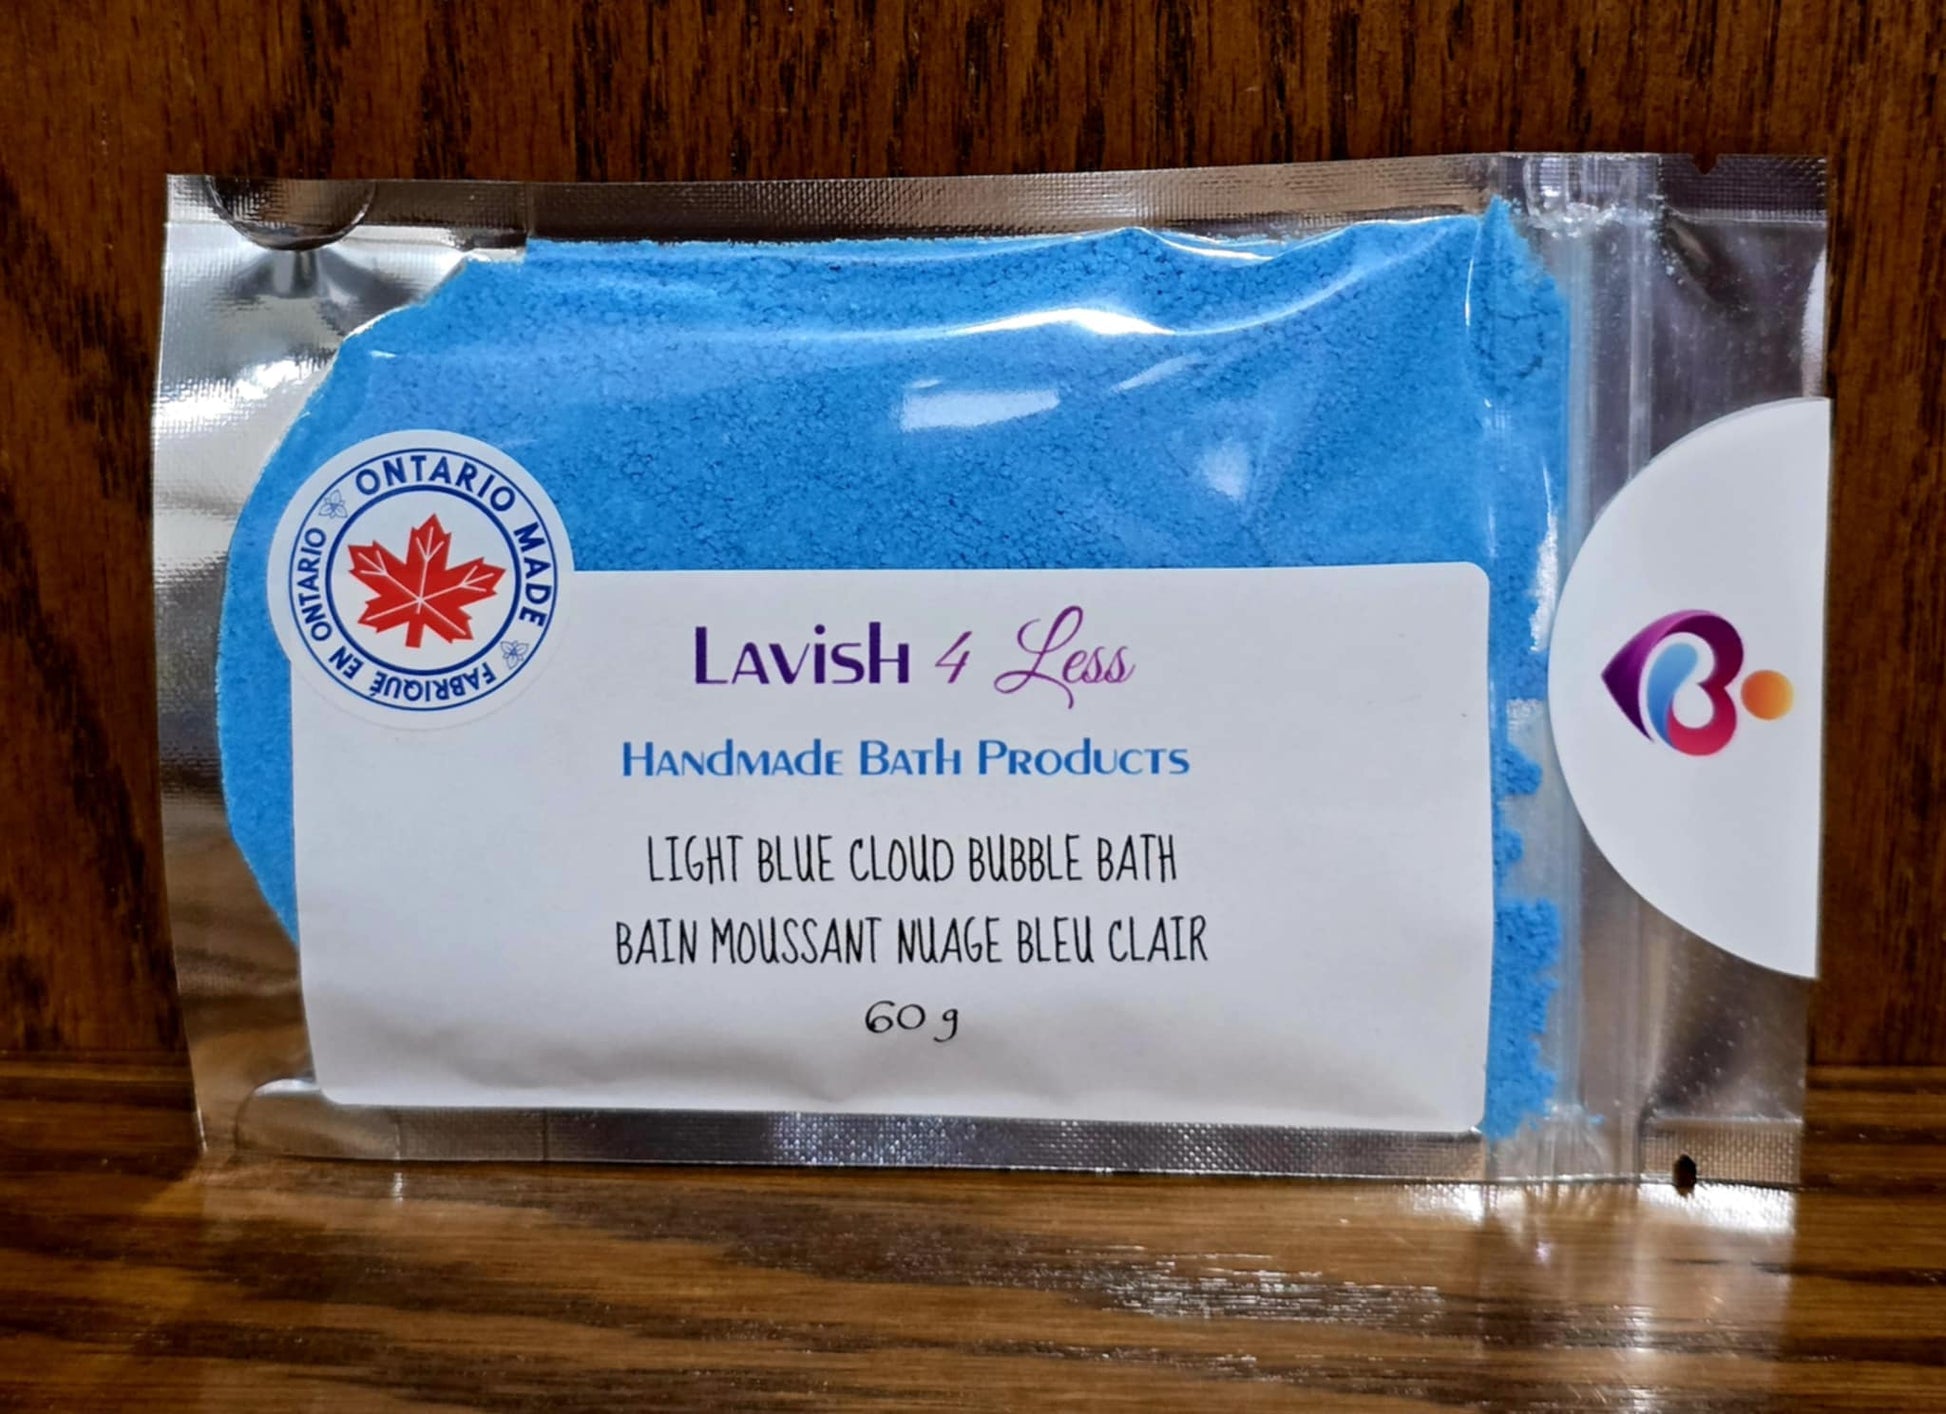 ONTARIO MADE
FABRIQUÉ EN ONTARIO
Lavish 4 Less
Handmade Bath Products
LIGHT BLUE CLOUD BUBBLE BATH
BAIN MOUSSANT NUAGE BLEU CLAIR
60 g